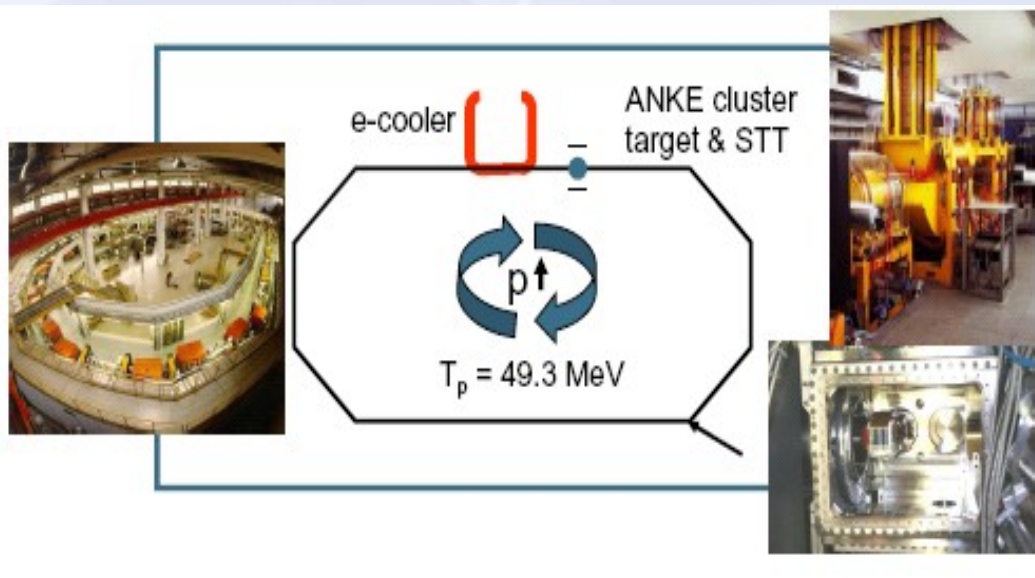 e-cooler
ANKE cluster
target & STT
p
Tₚ = 49.3 MeV